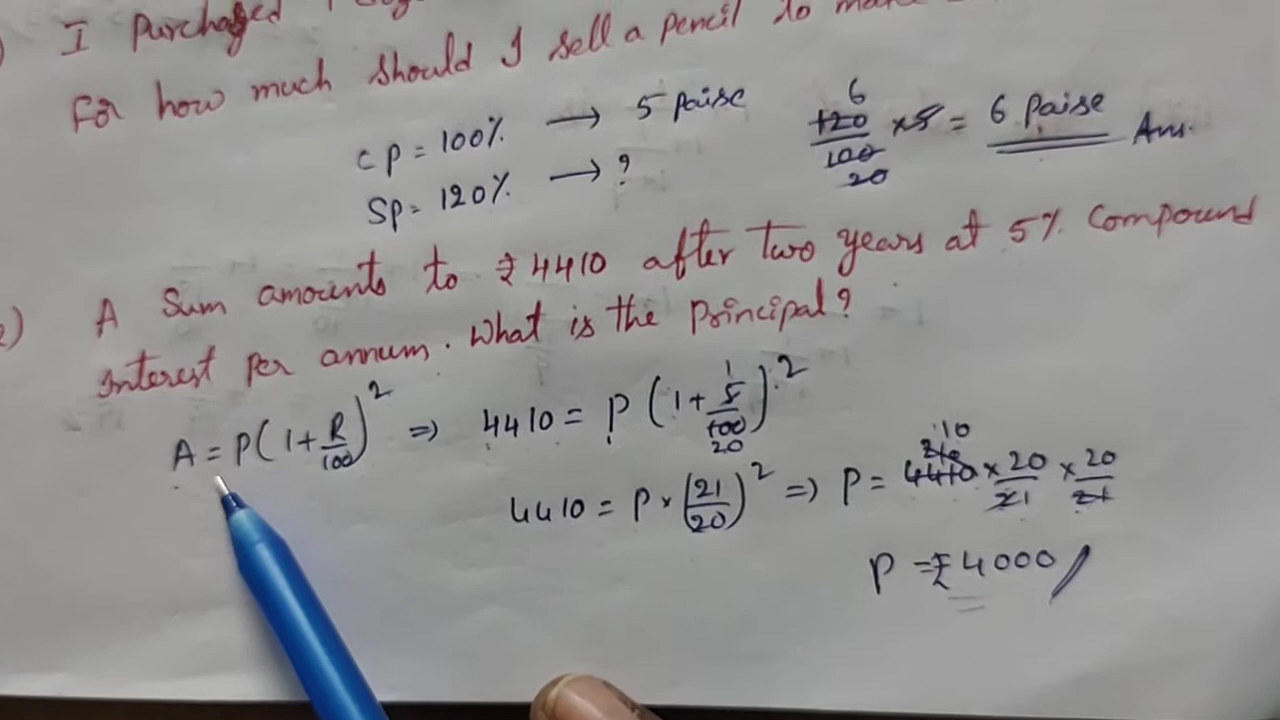 I Purchased
For how much should I sell a pencil to make
CP = 100% → 5 Paise
SP = 120% → ?
120/100 × 5 = 6 Paise Ans.
6
20
A Sum amounts to ₹4410 after two years at 5% Compound
interest per annum. What is the Principal?
A = P(1+R/100)² ⇒ 4410 = P(1+5/100)²
1
20
4410 = P × (21/20)² ⇒ P = 4410 × 20/21 × 20/21
10
210
P = ₹4000/